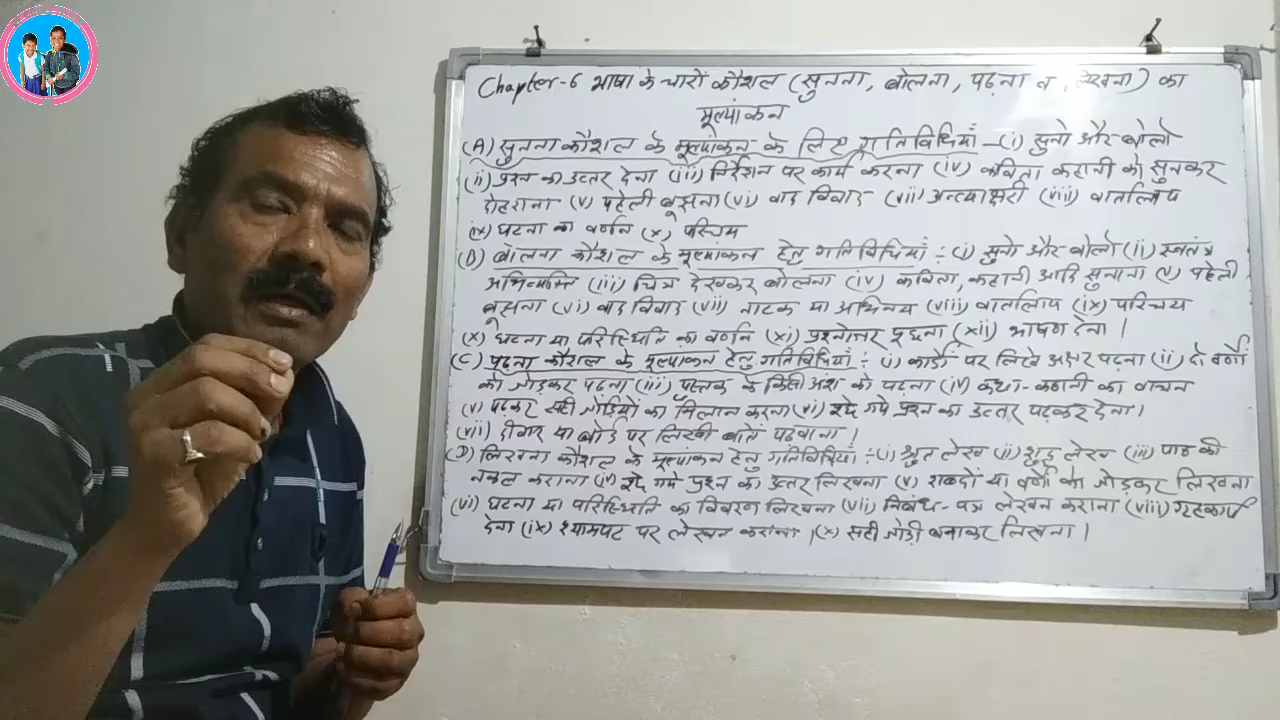 Chapter-6 भाषा के चारों कौशल (सुनना, बोलना, पढ़ना व लिखना) का
मूल्यांकन
(A) सुनना कौशल के मूल्यांकन के लिए गतिविधियाँ - (i) सुनो और बोलो
(ii) प्रश्न का उत्तर देना (iii) निर्देशन पर कार्य करना (iv) कविता कहानी को सुनकर
दोहराना (v) पहेली बूझना (vi) वाद विवाद (vii) अन्त्याक्षरी (viii) वार्तालाप
(ix) घटना का वर्णन (x) परिचय
(B) बोलना कौशल के मूल्यांकन हेतु गतिविधियाँ :- (i) सुनो और बोलो (ii) स्वतंत्र
अभिव्यक्ति (iii) चित्र देखकर बोलना (iv) कविता, कहानी आदि सुनाना (v) पहेली
बूझना (vi) वाद विवाद (vii) नाटक या अभिनय (viii) वार्तालाप (ix) परिचय
(x) घटना या परिस्थिति का वर्णन (xi) प्रश्नोत्तर पूछना (xii) भाषण देना ।
(C) पढ़ना कौशल के मूल्यांकन हेतु गतिविधियाँ :- (i) कार्डो पर लिखे अक्षर पढ़ना (ii) दो वर्णों
को जोड़कर पढ़ना (iii) पुस्तक के किसी अंश को पढ़ना (iv) कथा-कहानी का वाचन
(v) पढ़कर सही जोड़ियों का मिलान करना (vi) पूछे गये प्रश्न का उत्तर पढ़कर देना ।
(vii) दीवार या बोर्ड पर लिखी बातें पढ़वाना ।
(D) लिखना कौशल के मूल्यांकन हेतु गतिविधियाँ :- (i) श्रुत लेख (ii) शुद्ध लेख (iii) पाठ की
नकल कराना (iv) पूछे गये प्रश्न का उत्तर लिखना (v) शब्दों या वर्णों को जोड़कर लिखना
(vi) घटना या परिस्थिति का विवरण लिखना (vii) निबंध - पत्र लेखन कराना (viii) गृहकार्य
देना (ix) श्यामपट पर लेखन कराना । (x) सही जोड़ी बनाकर लिखना ।